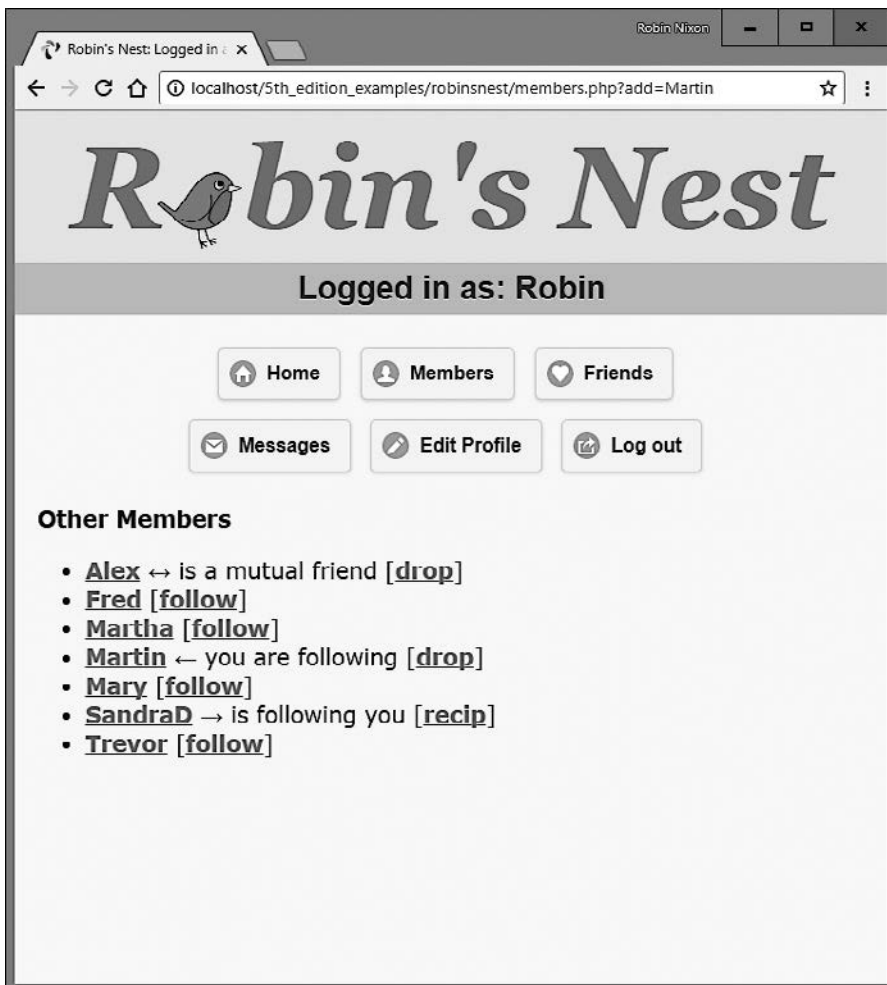 Robin Nixon
Robin's Nest: Logged in a
localhost/5th_edition_examples/robinsnest/members.php?add=Martin
Robin's Nest
Logged in as: Robin
Home Members Friends
Messages Edit Profile Log out
Other Members
• Alex ↔ is a mutual friend [drop]
• Fred [follow]
• Martha [follow]
• Martin ← you are following [drop]
• Mary [follow]
• SandraD → is following you [recip]
• Trevor [follow]